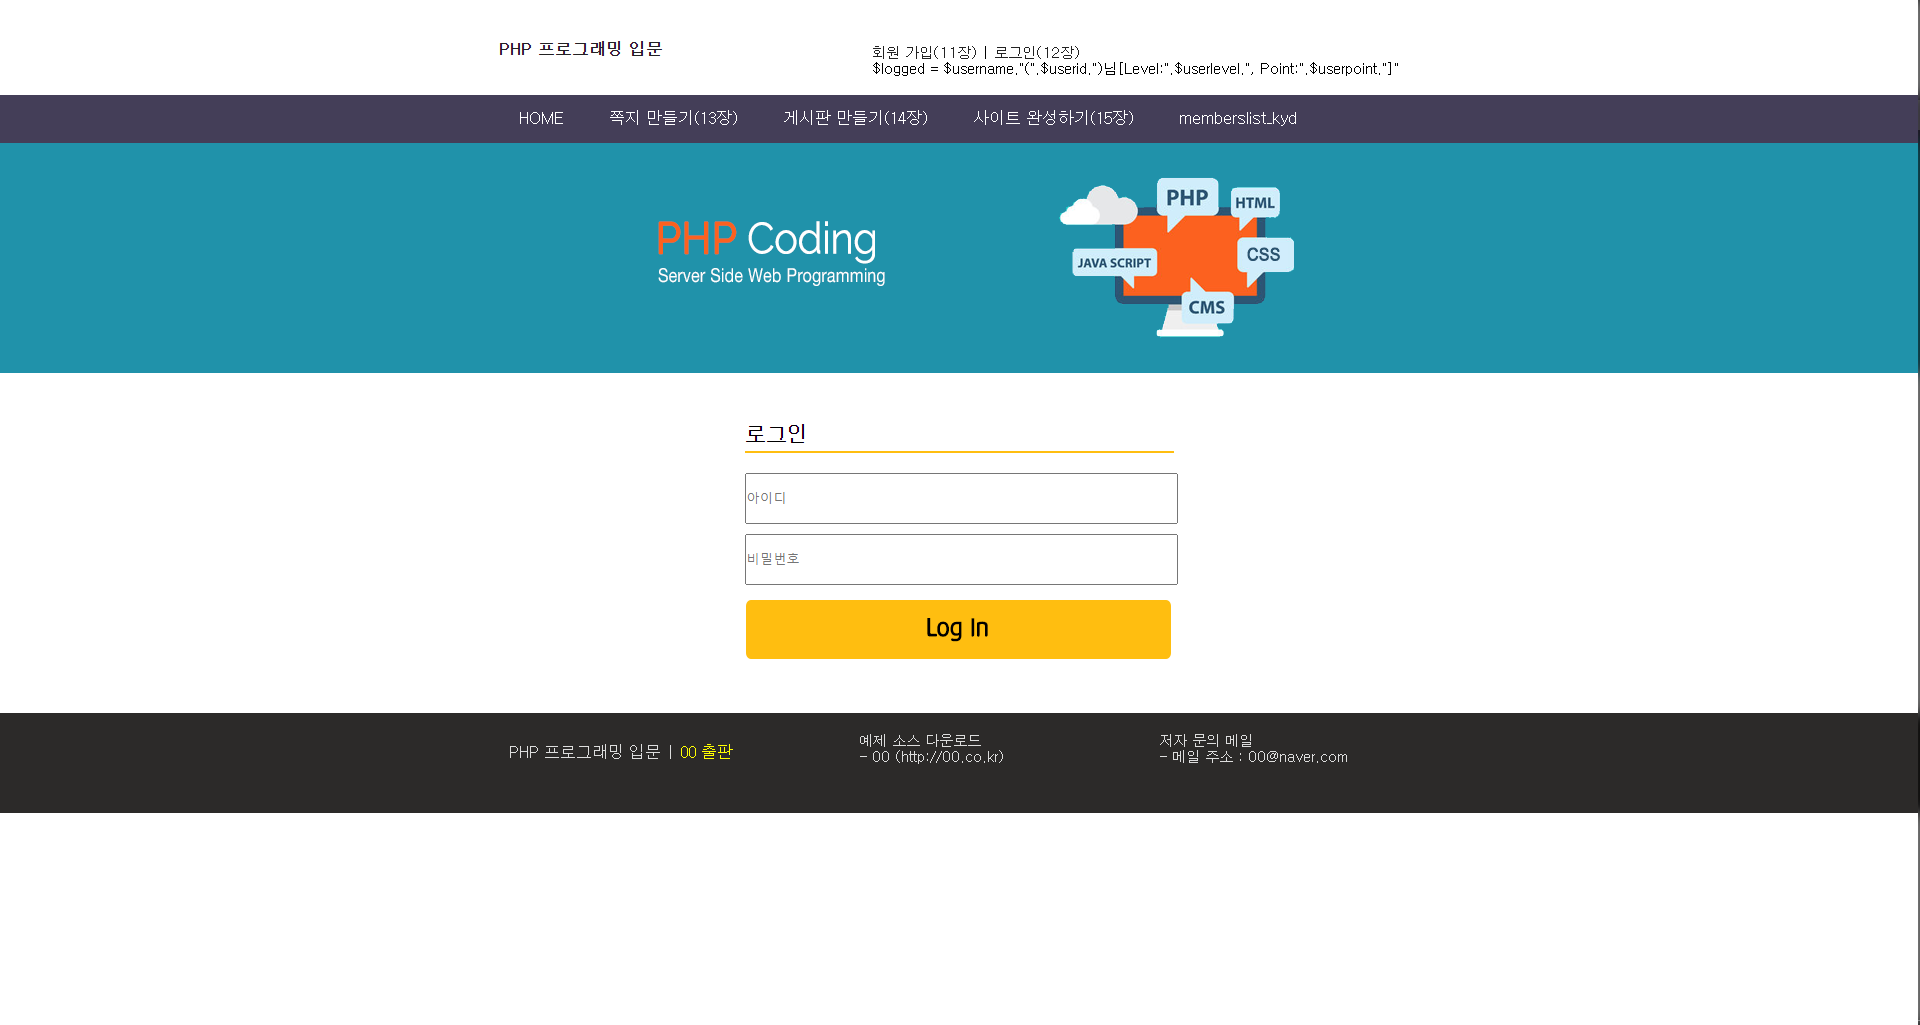 PHP 프로그래밍 입문
회원 가입(11장) | 로그인(12장)
$logged = $username."(".$userid.")님[Level:".$userlevel.", Point:".$userpoint."]"
HOME 쪽지 만들기(13장) 게시판 만들기(14장) 사이트 완성하기(15장) memberslist_kyd
PHP Coding
Server Side Web Programming
PHP
HTML
CSS
JAVA SCRIPT
CMS
로그인
아이디
비밀번호
Log In
PHP 프로그래밍 입문 | 00 출판
예제 소스 다운로드
- 00 (http://00.co.kr)
저자 문의 메일
- 메일 주소 : 00@naver.com